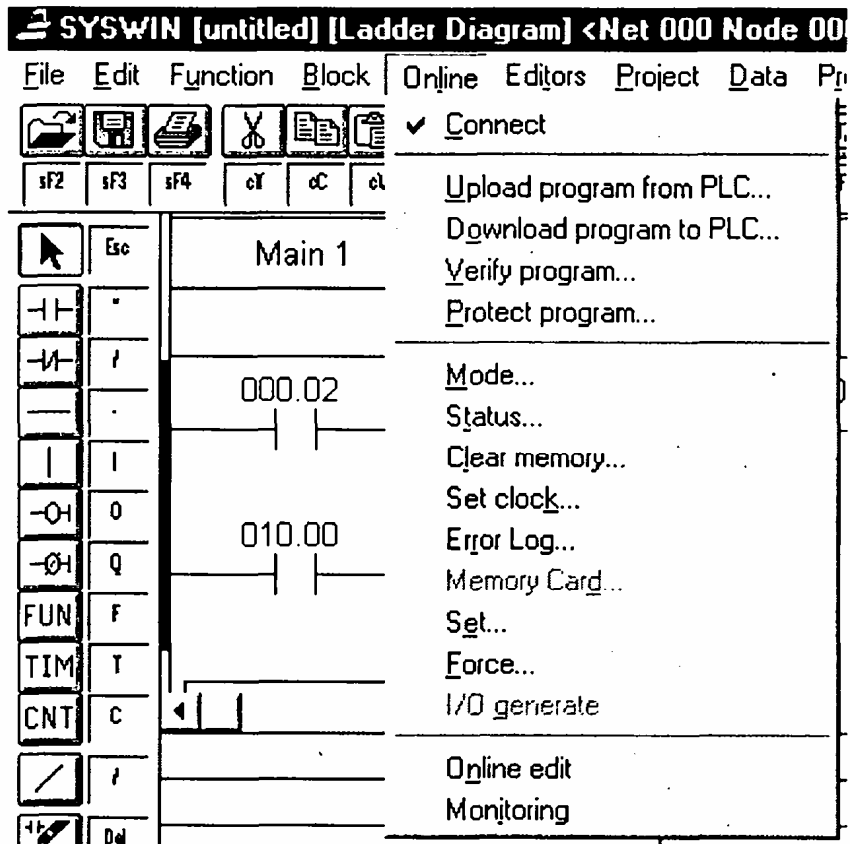 SYSWIN [untitled] [Ladder Diagram] <Net 000 Node 00
File Edit Function Block Online Editors Project Data Pr
sF2 sF3 sF4 cX cC
✔ Connect
Upload program from PLC...
Download program to PLC...
Verify program...
Protect program...
Mode...
Status...
Clear memory...
Set clock...
Error Log...
Memory Card...
Set...
Force...
I/O generate
Online edit
Monitoring
Main 1
000.02
010.00
Esc
"
/
-
|
O
Q
FUN F
TIM T
CNT C
/
Del